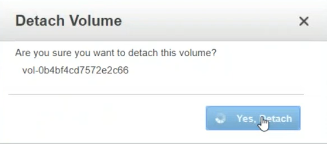 Detach Volume
Are you sure you want to detach this volume?
vol-0b4bf4cd7572e2c66
Yes, Detach